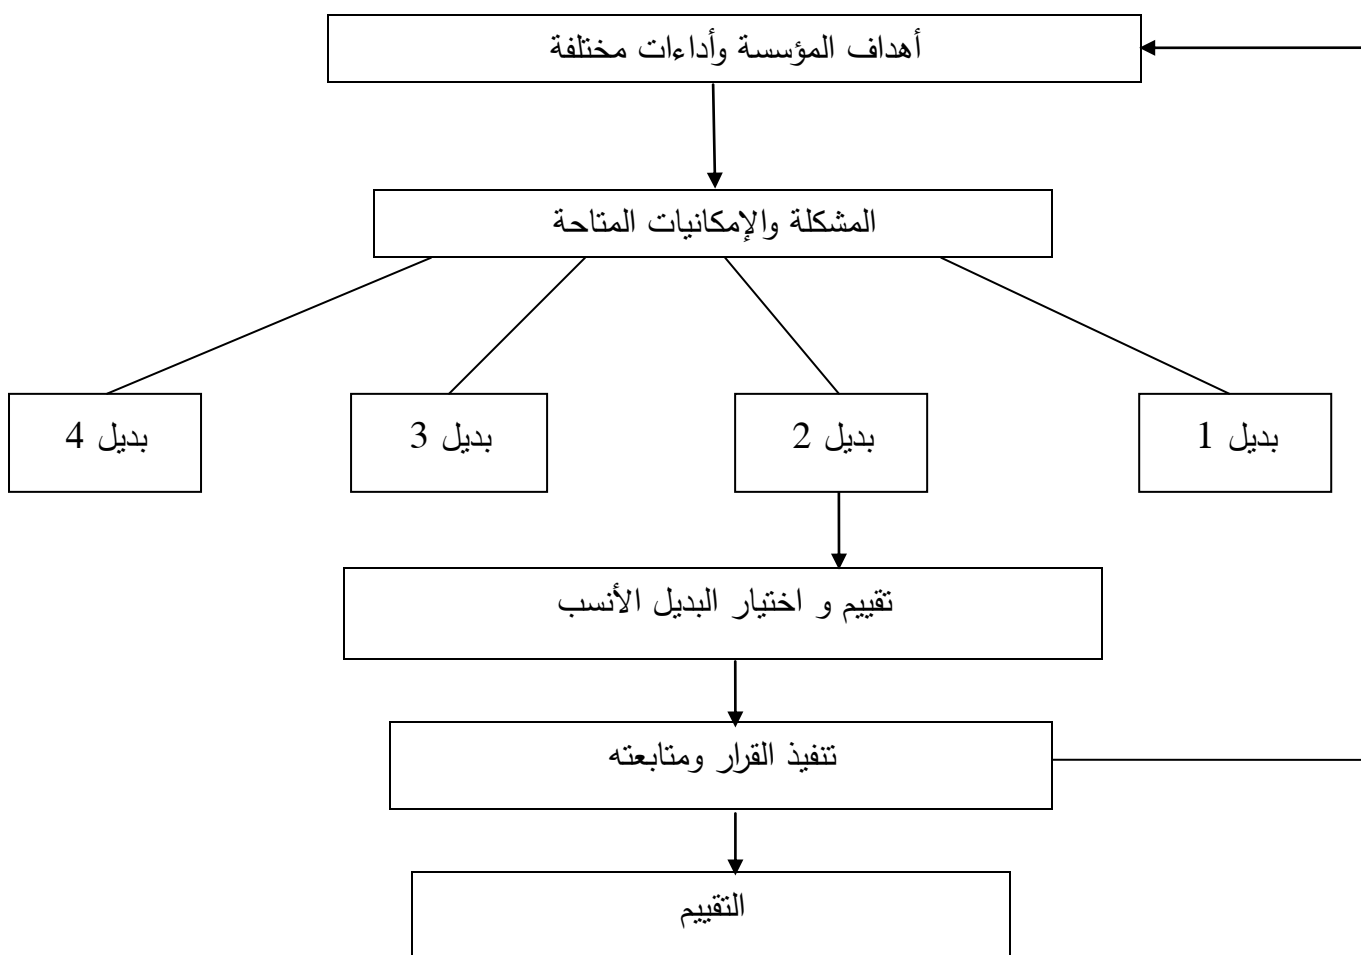 أهداف المؤسسة وأداءات مختلفة
المشكلة والإمكانيات المتاحة
بديل 1
بديل 2
بديل 3
بديل 4
تقييم و اختيار البديل الأنسب
تنفيذ القرار ومتابعته
التقييم